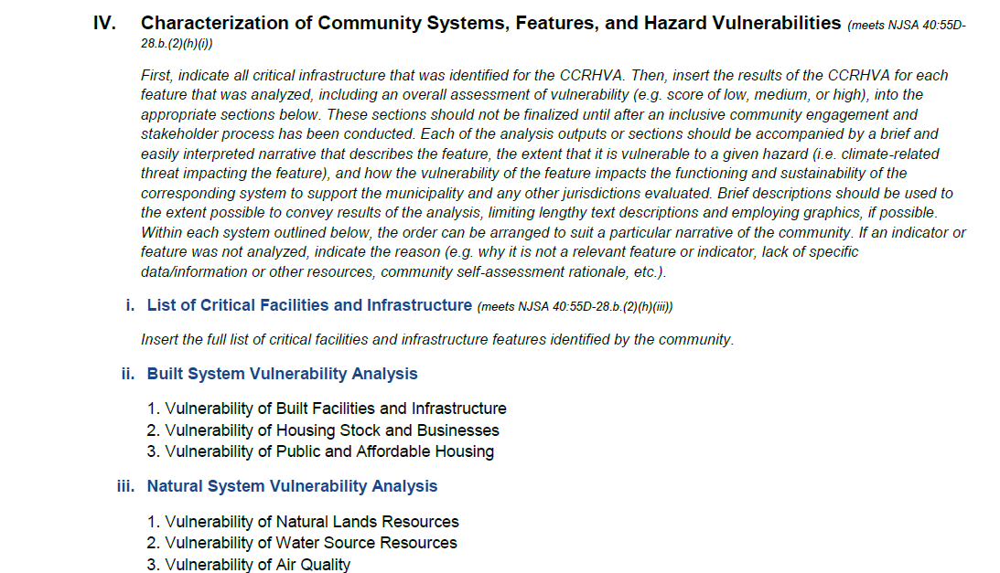 IV. Characterization of Community Systems, Features, and Hazard Vulnerabilities (meets NJSA 40:55D-
28.b.(2)(h)(i))
First, indicate all critical infrastructure that was identified for the CCRHVA. Then, insert the results of the CCRHVA for each
feature that was analyzed, including an overall assessment of vulnerability (e.g. score of low, medium, or high), into the
appropriate sections below. These sections should not be finalized until after an inclusive community engagement and
stakeholder process has been conducted. Each of the analysis outputs or sections should be accompanied by a brief and
easily interpreted narrative that describes the feature, the extent that it is vulnerable to a given hazard (i.e. climate-related
threat impacting the feature), and how the vulnerability of the feature impacts the functioning and sustainability of the
corresponding system to support the municipality and any other jurisdictions evaluated. Brief descriptions should be used to
the extent possible to convey results of the analysis, limiting lengthy text descriptions and employing graphics, if possible.
Within each system outlined below, the order can be arranged to suit a particular narrative of the community. If an indicator or
feature was not analyzed, indicate the reason (e.g. why it is not a relevant feature or indicator, lack of specific
data/information or other resources, community self-assessment rationale, etc.).
i. List of Critical Facilities and Infrastructure (meets NJSA 40:55D-28.b.(2)(h)(iii))
Insert the full list of critical facilities and infrastructure features identified by the community.
ii. Built System Vulnerability Analysis
1. Vulnerability of Built Facilities and Infrastructure
2. Vulnerability of Housing Stock and Businesses
3. Vulnerability of Public and Affordable Housing
iii. Natural System Vulnerability Analysis
1. Vulnerability of Natural Lands Resources
2. Vulnerability of Water Source Resources
3. Vulnerability of Air Quality